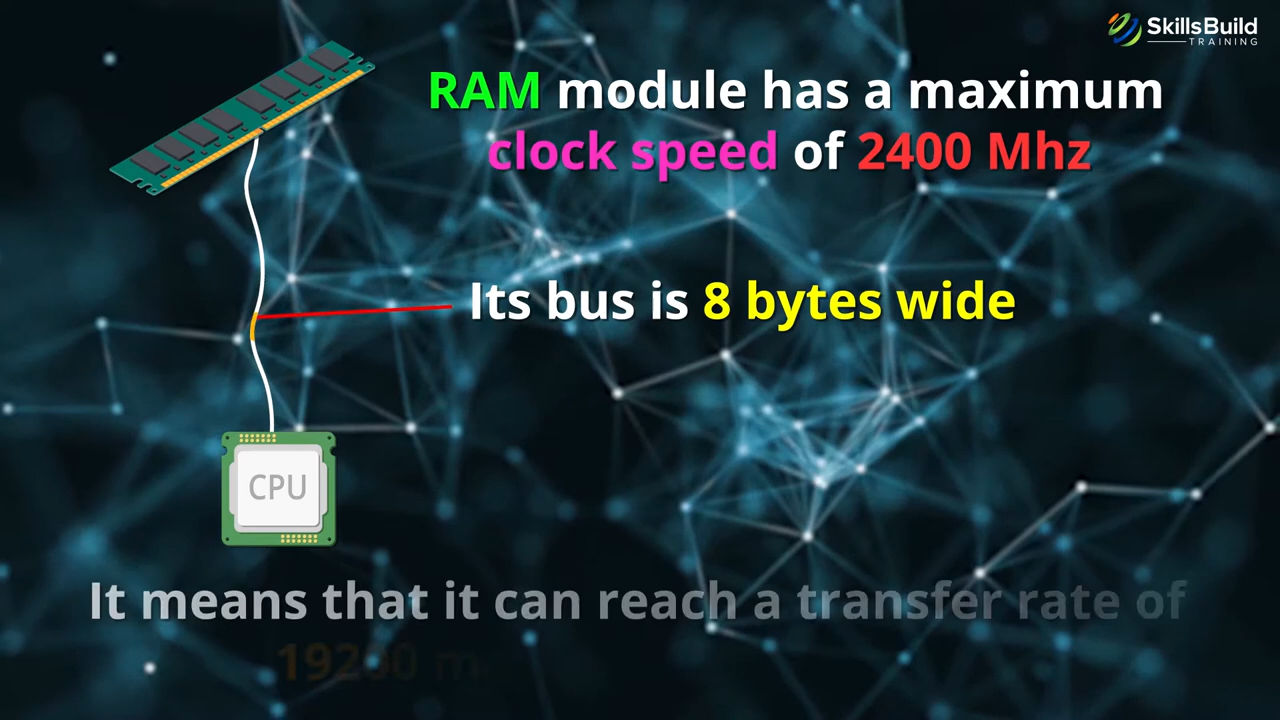 SkillsBuild
TRAINING
RAM module has a maximum
clock speed of 2400 Mhz
Its bus is 8 bytes wide
CPU
It means that it can reach a transfer rate of
19200